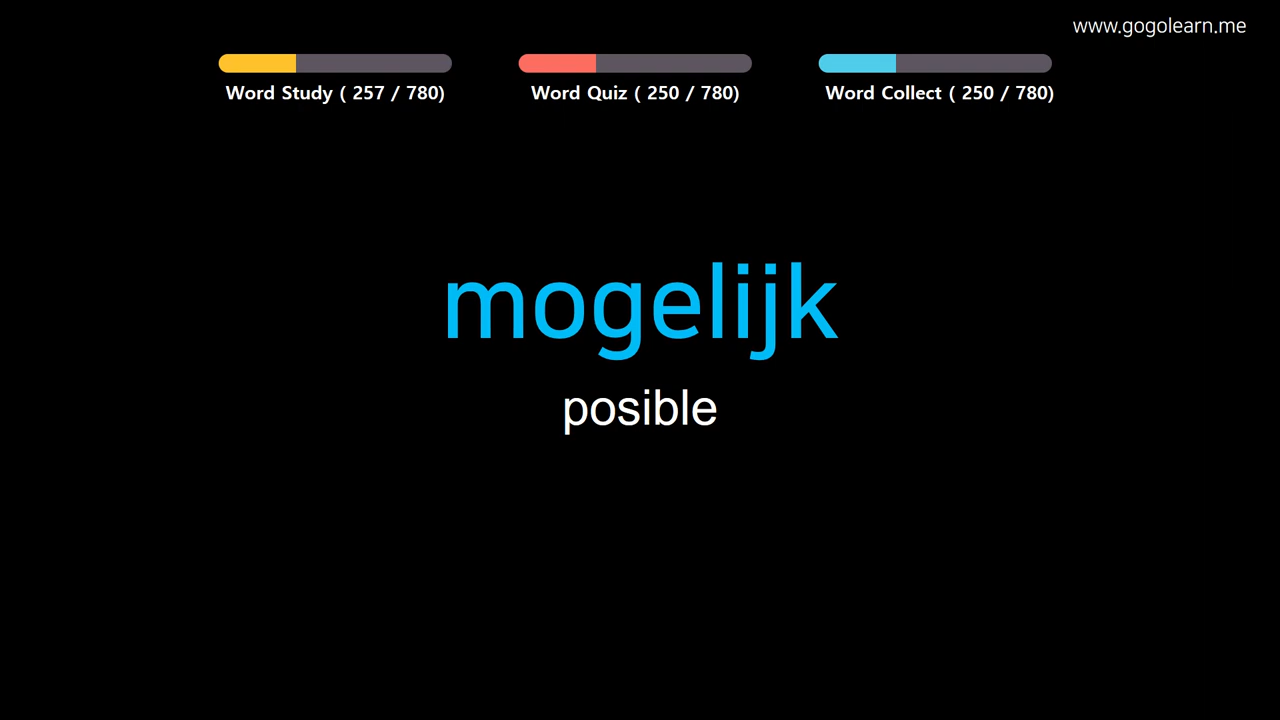 www.gogolearn.me
Word Study ( 257 / 780)
Word Quiz ( 250 / 780)
Word Collect ( 250 / 780)
mogelijk
posible